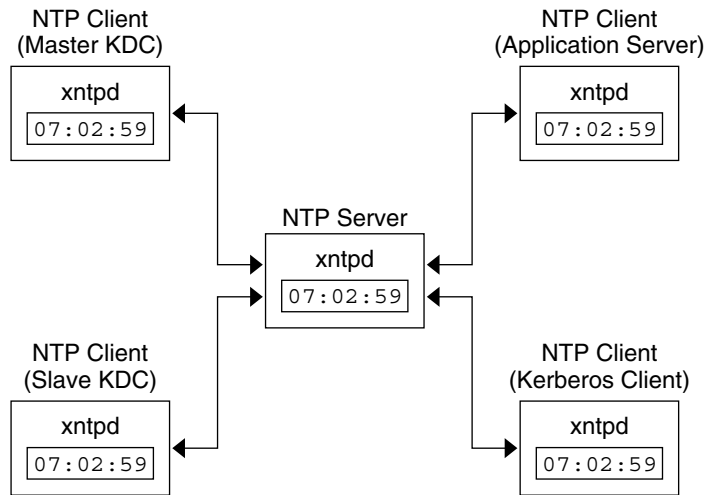 NTP Client
(Master KDC)
xntpd
07:02:59
NTP Client
(Application Server)
xntpd
07:02:59
NTP Server
xntpd
07:02:59
NTP Client
(Slave KDC)
xntpd
07:02:59
NTP Client
(Kerberos Client)
xntpd
07:02:59